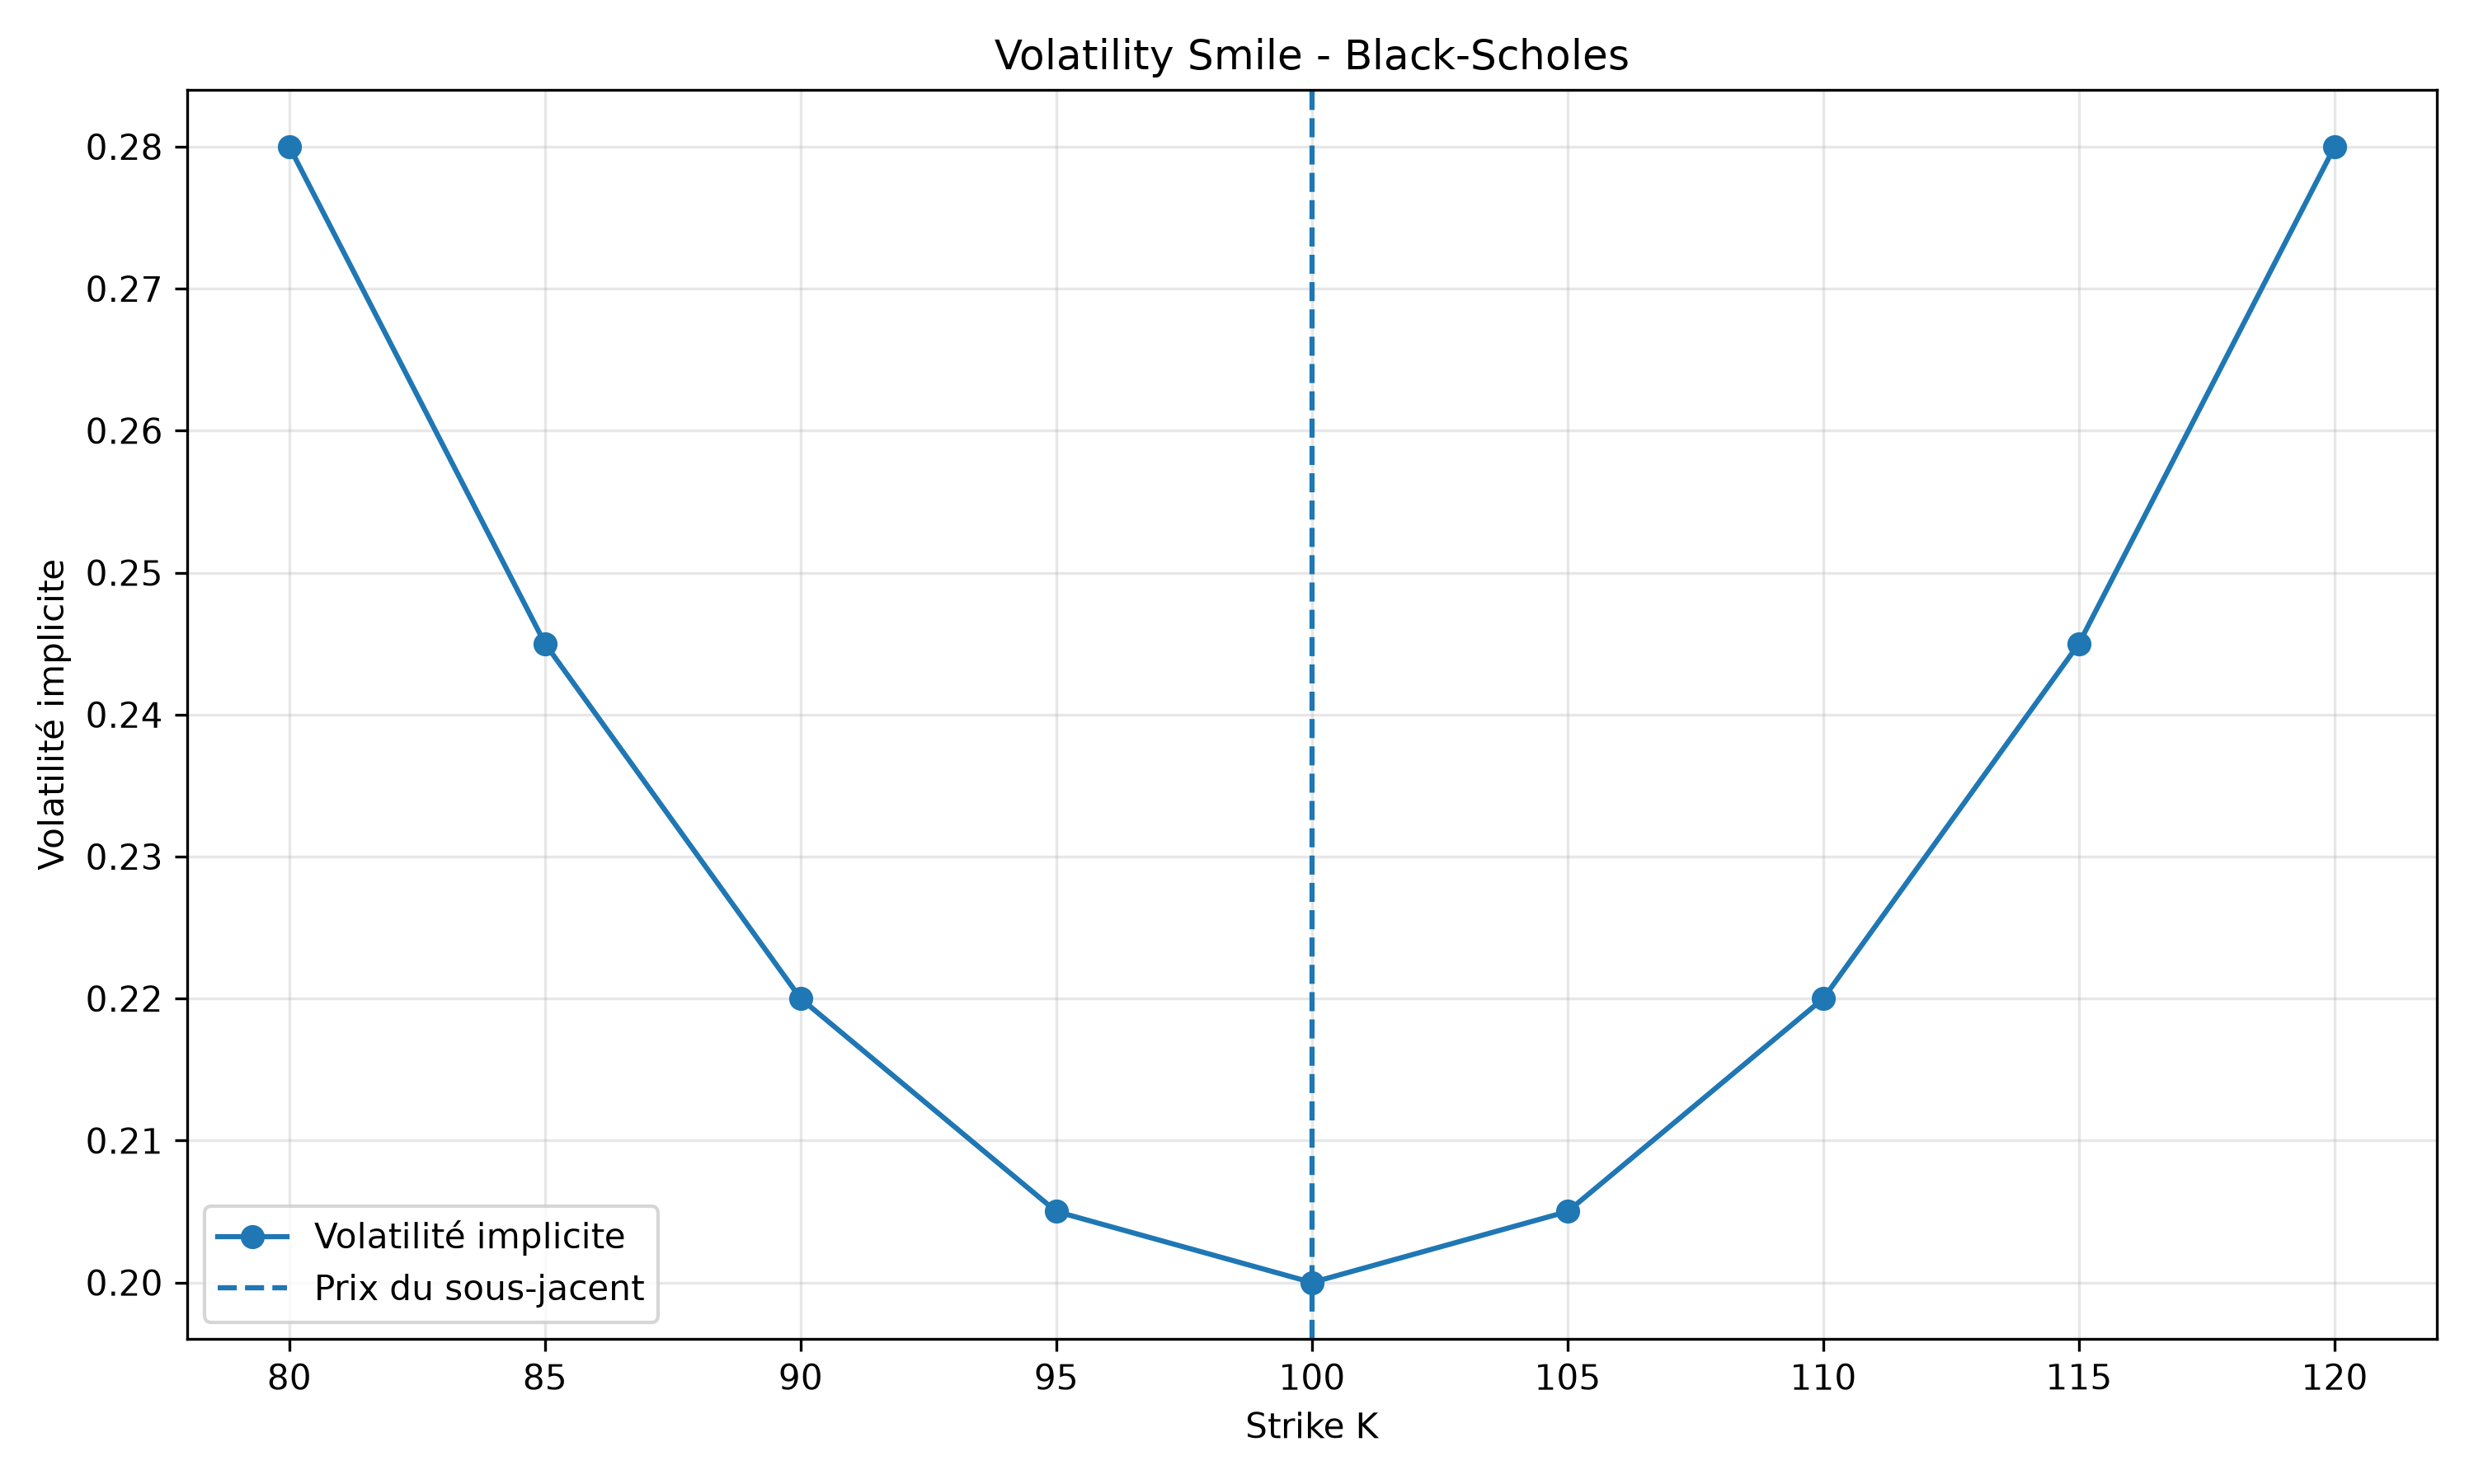 Volatility Smile - Black-Scholes
Volatilité implicite
0.28
0.27
0.26
0.25
0.24
0.23
0.22
0.21
0.20
Volatilité implicite
Prix du sous-jacent
80 85 90 95 100 105 110 115 120
Strike K